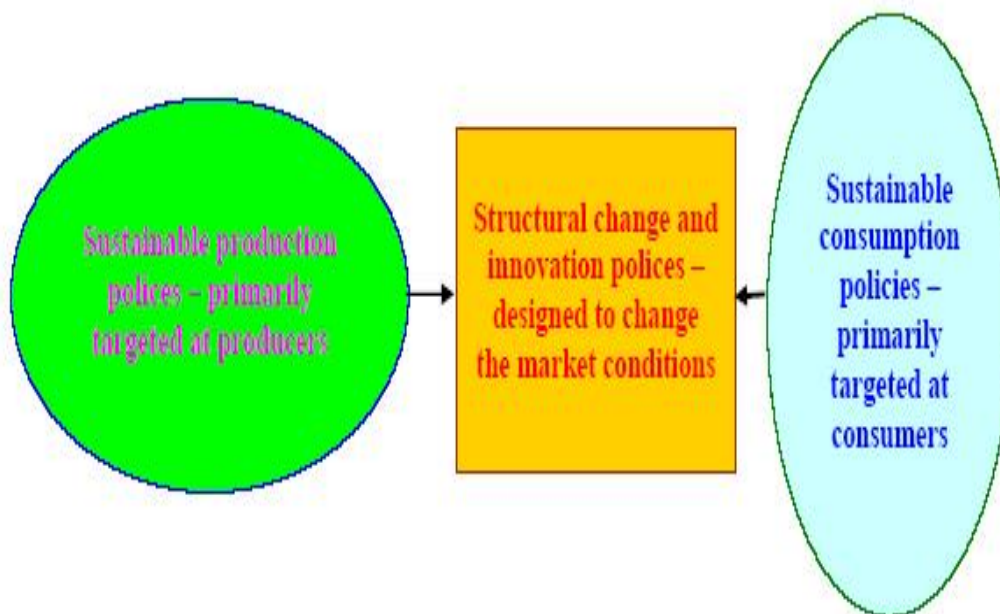 Sustainable production
polices – primarily
targeted at producers
Structural change and
innovation polices –
designed to change
the market conditions
Sustainable
consumption
policies –
primarily
targeted at
consumers